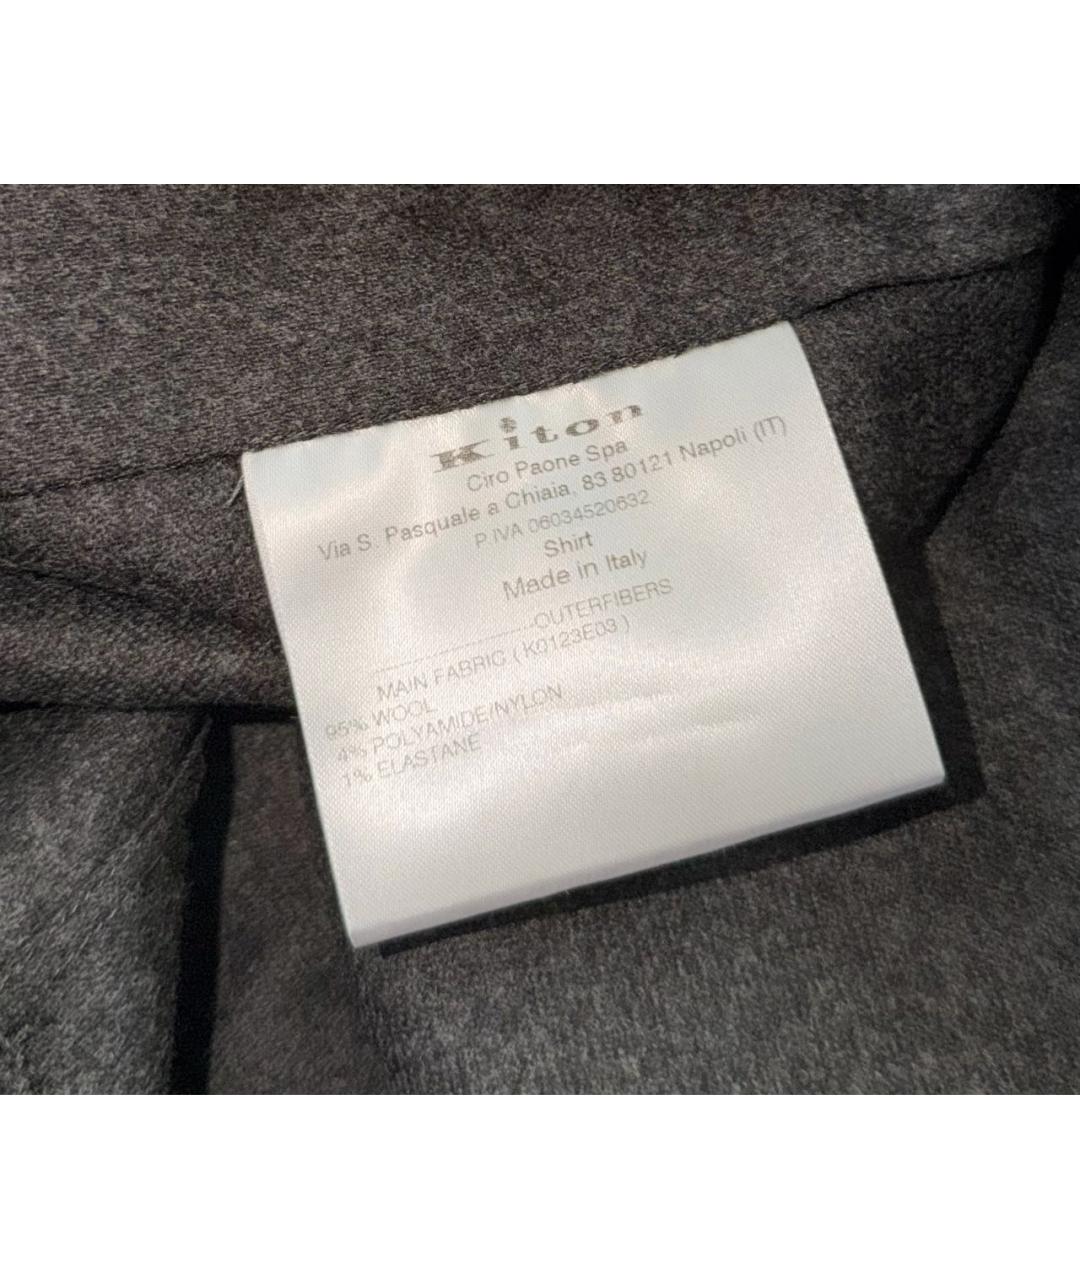 Kiton
Ciro Paone Spa
Via S. Pasquale a Chiaia, 83 80121 Napoli (IT)
P.IVA 06034520632
Shirt
Made in Italy
OUTERFIBERS
MAIN FABRIC ( K0123E03 )
95% WOOL
4% POLYAMIDE/NYLON
1% ELASTANE